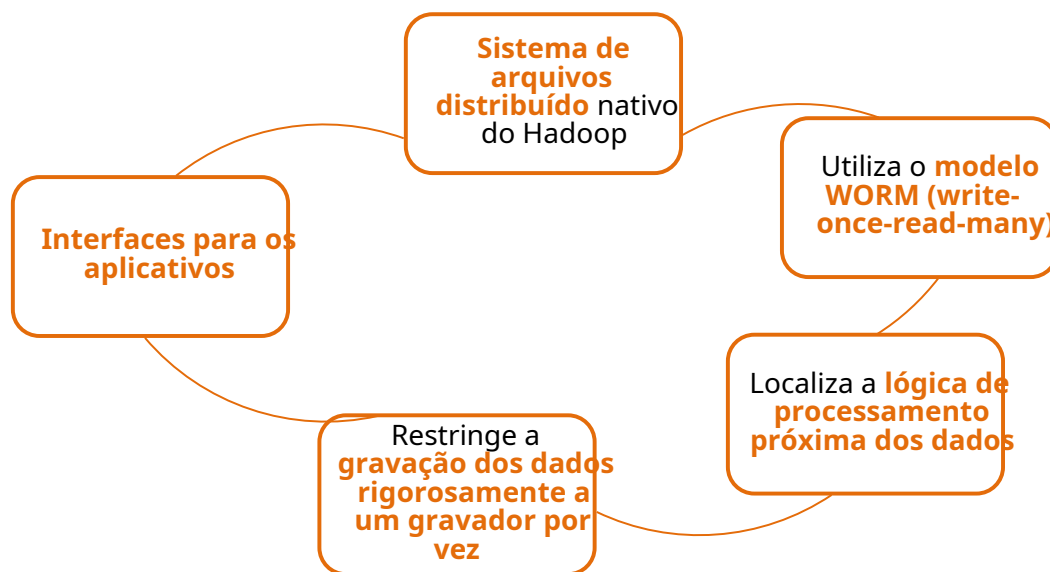 Sistema de
arquivos
distribuído nativo
do Hadoop
Utiliza o modelo
WORM (write-
once-read-many)
Localiza a lógica de
processamento
próxima dos dados
Restringe a
gravação dos dados
rigorosamente a
um gravador por
vez
Interfaces para os
aplicativos